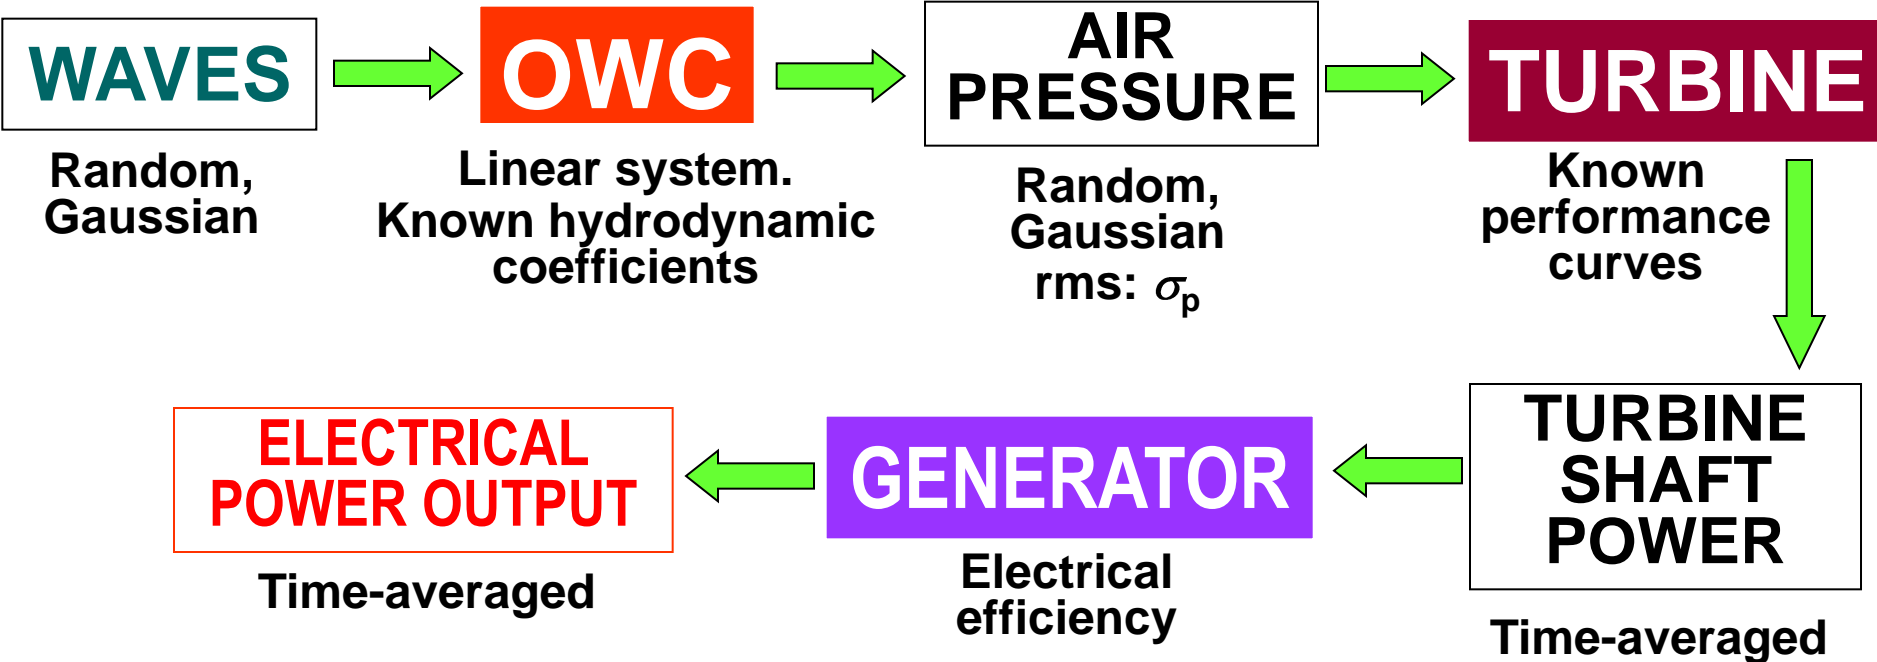 WAVES
Random,
Gaussian
OWC
Linear system.
Known hydrodynamic
coefficients
AIR
PRESSURE
Random,
Gaussian
rms: σp
TURBINE
Known
performance
curves
TURBINE
SHAFT
POWER
Time-averaged
GENERATOR
Electrical
efficiency
ELECTRICAL
POWER OUTPUT
Time-averaged